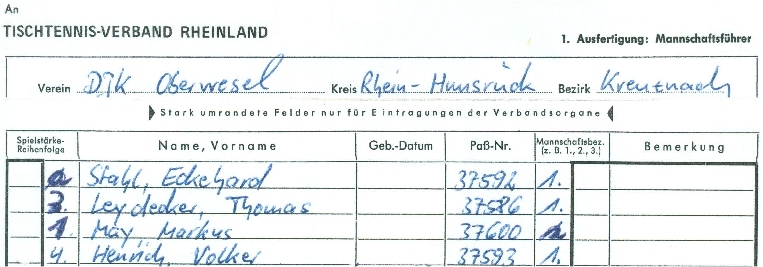 An
TISCHTENNIS-VERBAND RHEINLAND
1. Ausfertigung: Mannschaftsführer
Verein DJK Oberwesel Kreis Rhein-Hunsrück Bezirk Kreuznach
Stark umrandete Felder nur für Eintragungen der Verbandsorgane
Spielstärke-Reihenfolge Name, Vorname Geb.-Datum Paß-Nr. Mannschaftsbez. (z. B. 1., 2., 3.) Bemerkung
Stahl, Eckehard 37592 1.
3. Leydecker, Thomas 37586 1.
1. May, Markus 37600
4. Henrich, Volker 37593 1.